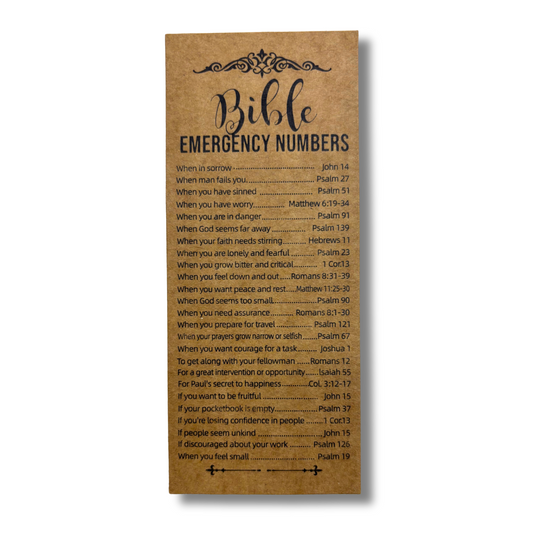 Bible
EMERGENCY NUMBERS
When in sorrow ........................ John 14
When man fails you..................... Psalm 27
When you have sinned .................. Psalm 51
When you have worry............. Matthew 6:19-34
When you are in danger................. Psalm 91
When God seems far away ............ Psalm 139
When your faith needs stirring......... Hebrews 11
When you are lonely and fearful ....... Psalm 23
When you grow bitter and critical......... 1 Cor.13
When you feel down and out.....Romans 8:31-39
When you want peace and rest....Matthew 11:25-30
When God seems too small..............Psalm 90
When you need assurance......... Romans 8;1-30
When you prepare for travel ........... Psalm 121
When your prayers grow narrow or selfish......Psalm 67
When you want courage for a task........ Joshua 1
To get along with your fellowman .....Romans 12
For a great intervention or opportunity.....Isaiah 55
For Paul's secret to happiness.........Col. 3:12-17
If you want to be fruitful ................ John 15
If your pocketbook is empty............ Psalm 37
If you're losing confidence in people .......1 Cor13
If people seem unkind .................. John 15
If discouraged about your work ....... Psalm 126
When you feel small ................... Psalm 19